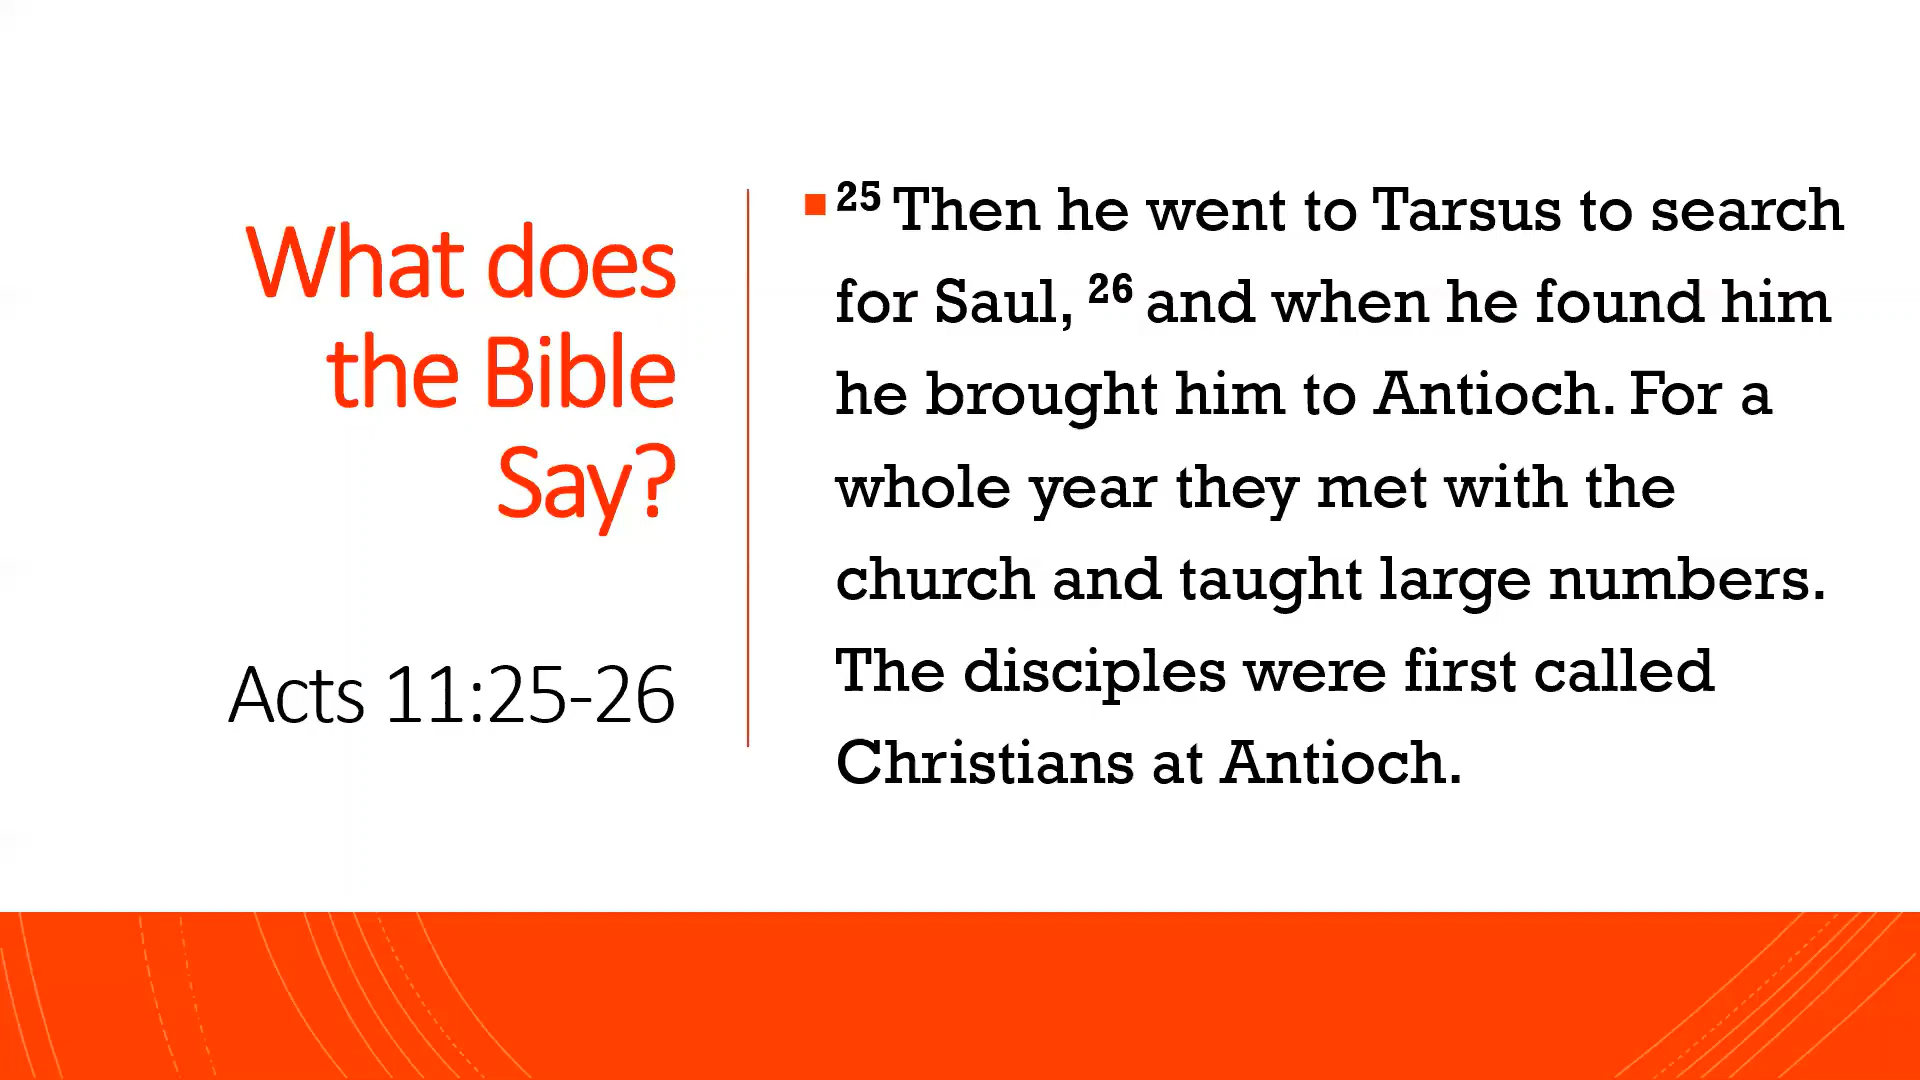 What does
the Bible
Say?
Acts 11:25-26
25 Then he went to Tarsus to search
for Saul, 26 and when he found him
he brought him to Antioch. For a
whole year they met with the
church and taught large numbers.
The disciples were first called
Christians at Antioch.